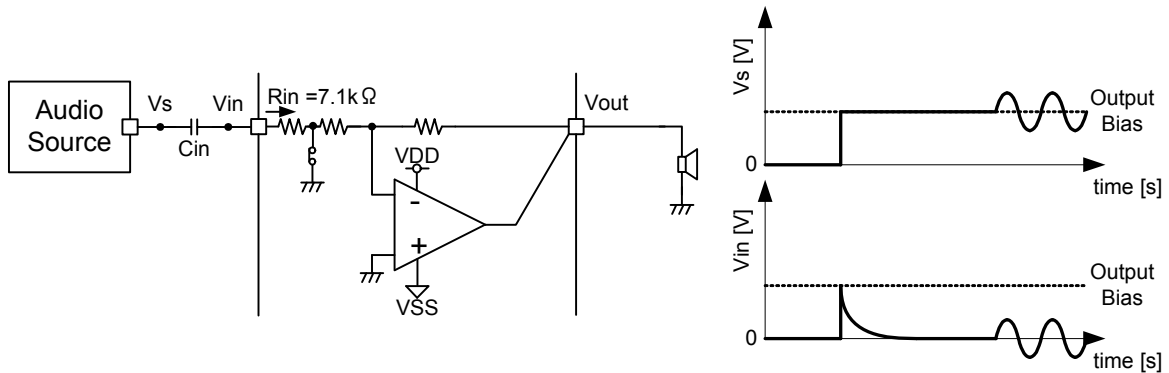 Audio
Source
Vs
Vin
Cin
Rin =7.1kΩ
VDD
-
+
VSS
Vout
Vs [V]
0
Output
Bias
time [s]
Vin [V]
0
Output
Bias
time [s]